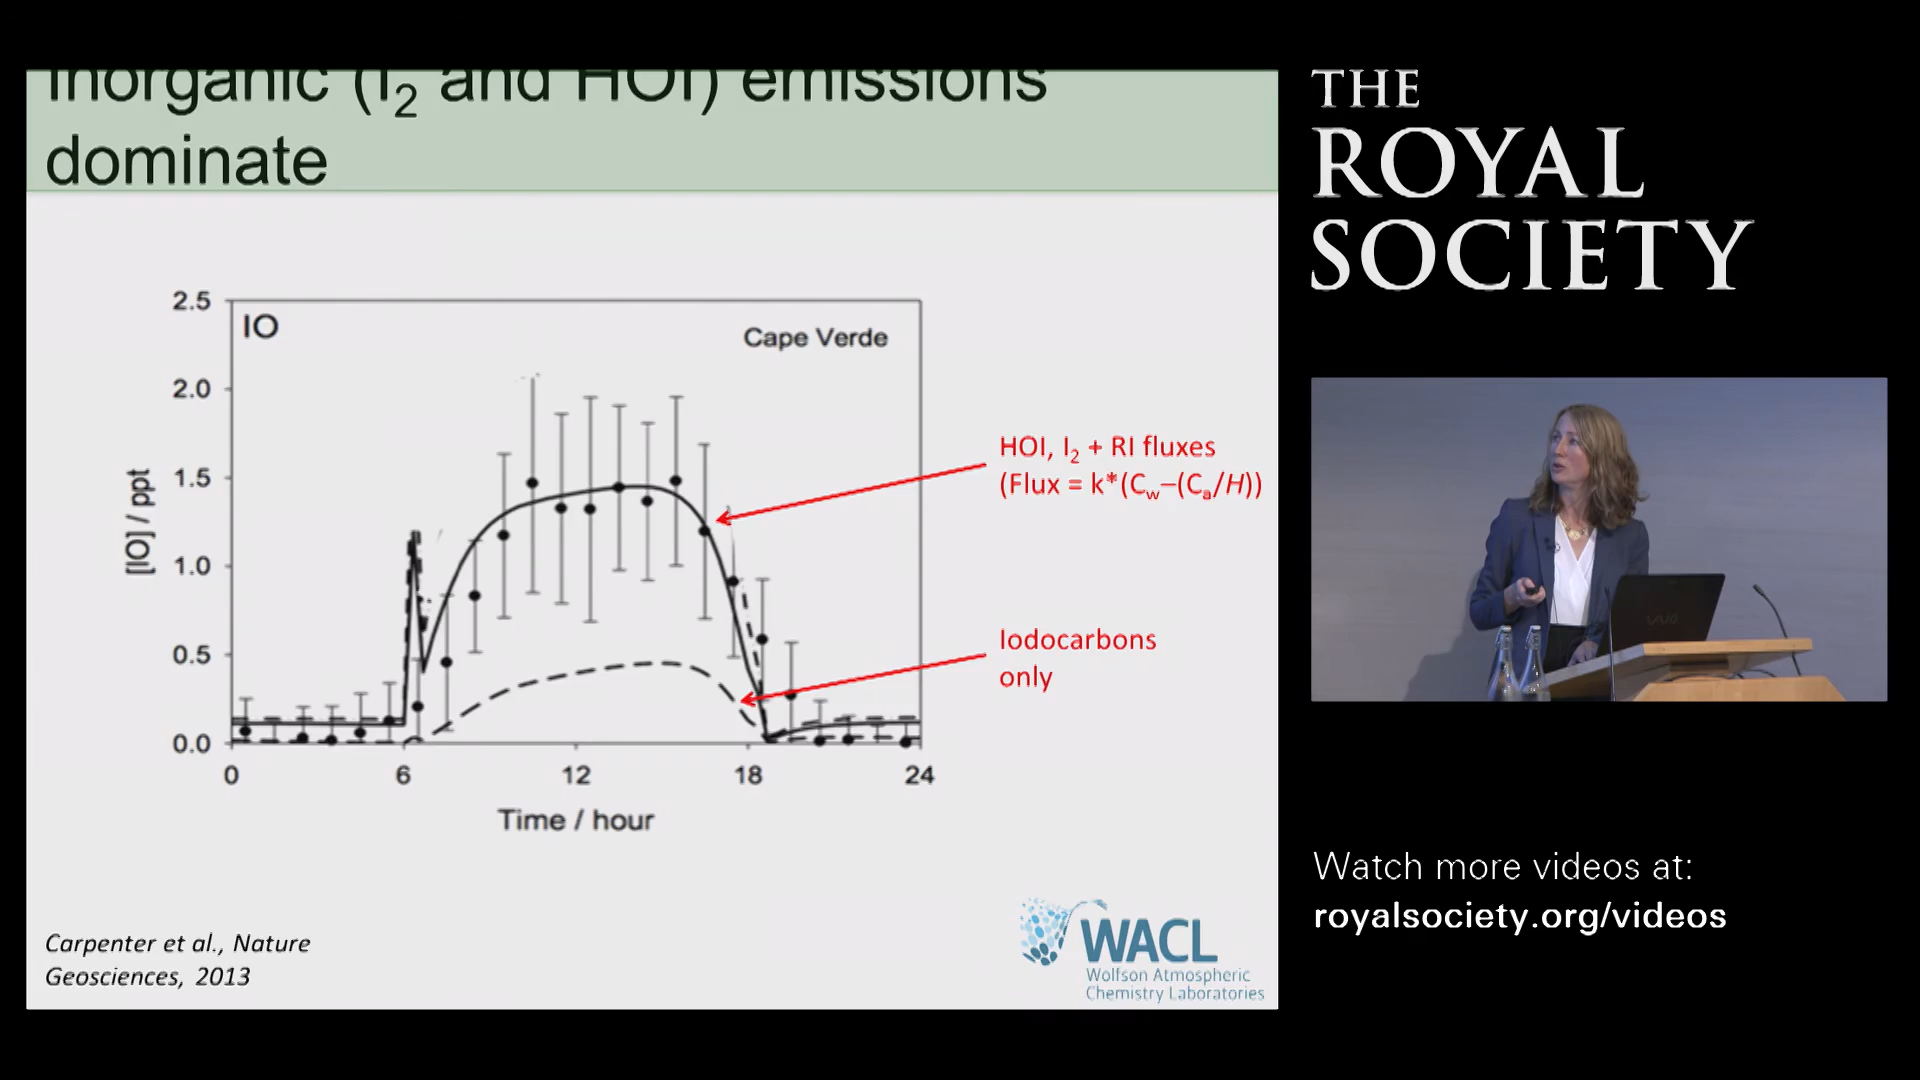 Inorganic (I₂ and HOI) emissions
dominate
2.5
2.0
1.5
1.0
0.5
0.0
[IO] / ppt
IO
Cape Verde
0 6 12 18 24
Time / hour
HOI, I₂ + RI fluxes
(Flux = k*(Cw–(Ca/H))
Iodocarbons
only
Carpenter et al., Nature
Geosciences, 2013
WACL
Wolfson Atmospheric
Chemistry Laboratories
THE
ROYAL
SOCIETY
VAIO
Watch more videos at:
royalsociety.org/videos